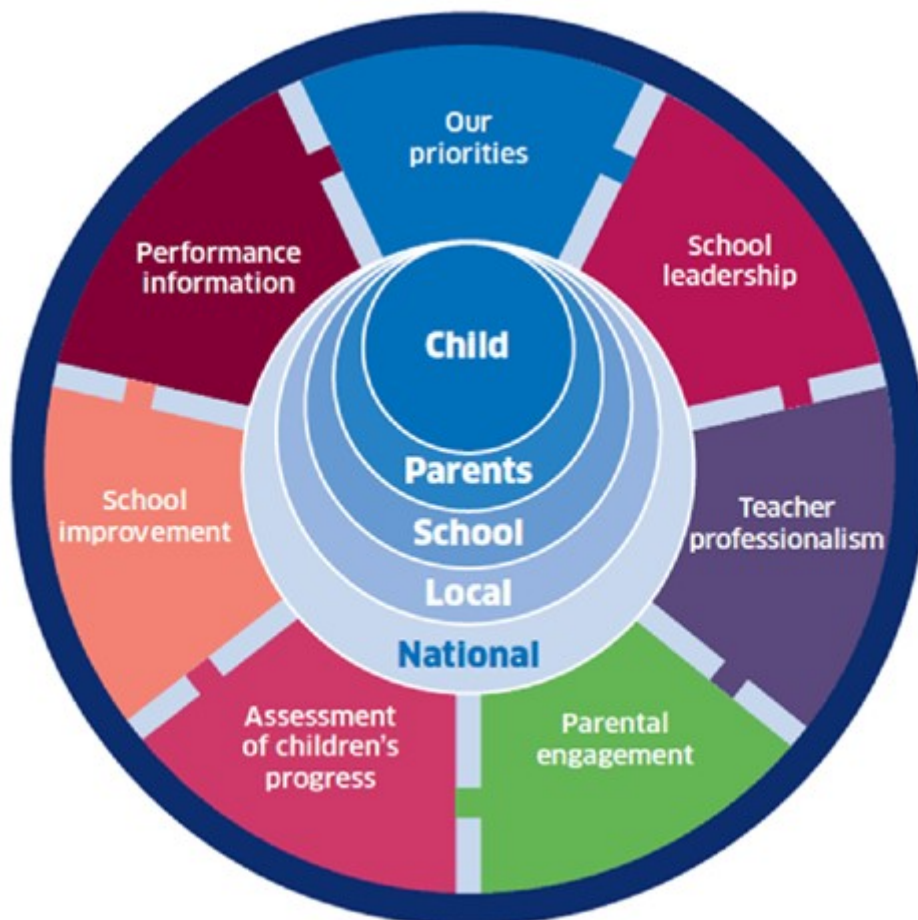 Our
priorities
School
leadership
Teacher
professionalism
Parental
engagement
Assessment
of children's
progress
School
improvement
Performance
information
Child
Parents
School
Local
National